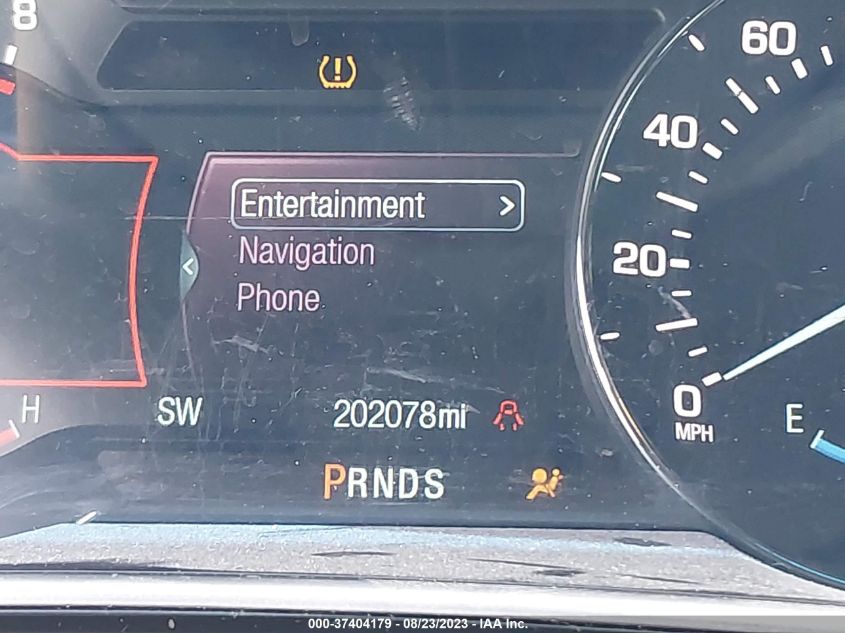 8
60
40
20
0
MPH
Entertainment >
Navigation
<
Phone
H
SW
202078mi
E
PRNDS
000-37404179 - 08/23/2023 - IAA Inc.